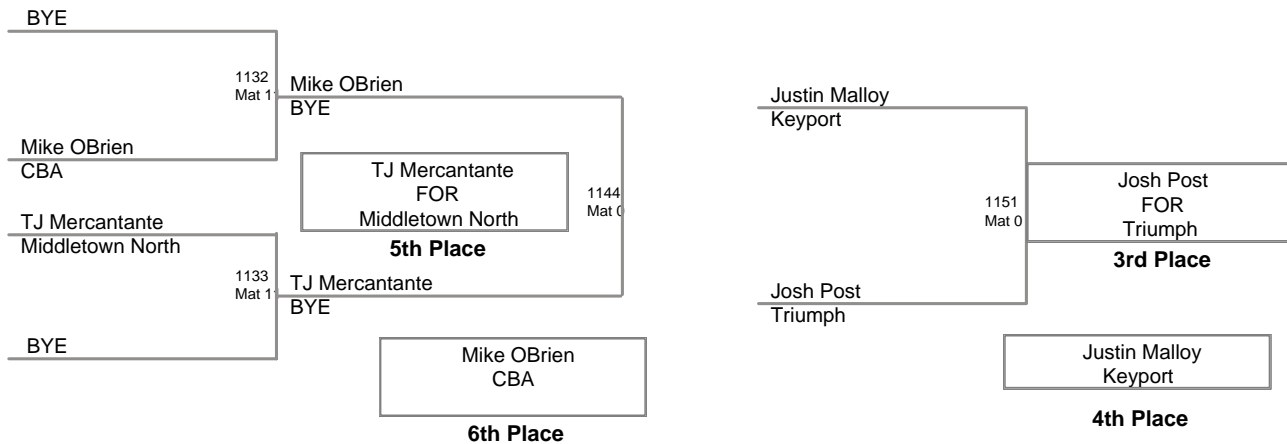 BYE
1132
Mat 1
Mike OBrien
BYE
Mike OBrien
CBA
TJ Mercantante
FOR
Middletown North
5th Place
1144
Mat 0
TJ Mercantante
Middletown North
1133
Mat 11
TJ Mercantante
BYE
BYE
Mike OBrien
CBA
6th Place
Justin Malloy
Keyport
1151
Mat 0
Josh Post
FOR
Triumph
3rd Place
Josh Post
Triumph
Justin Malloy
Keyport
4th Place